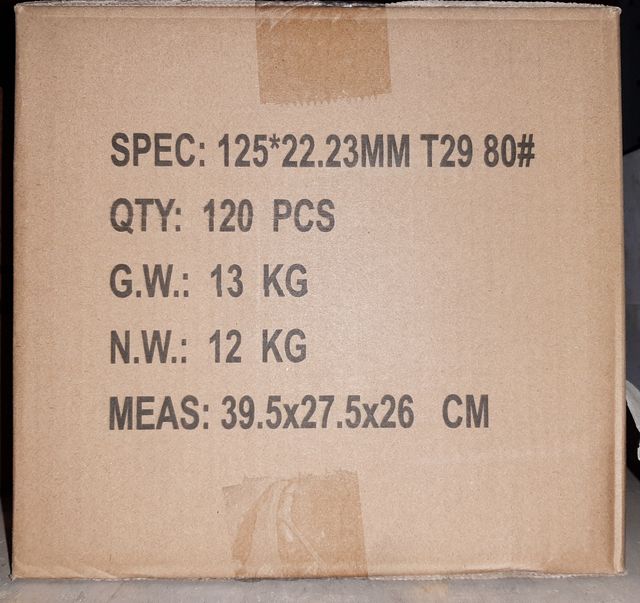 SPEC: 125*22.23MM T29 80#
QTY: 120 PCS
G.W.: 13 KG
N.W.: 12 KG
MEAS: 39.5x27.5x26 CM